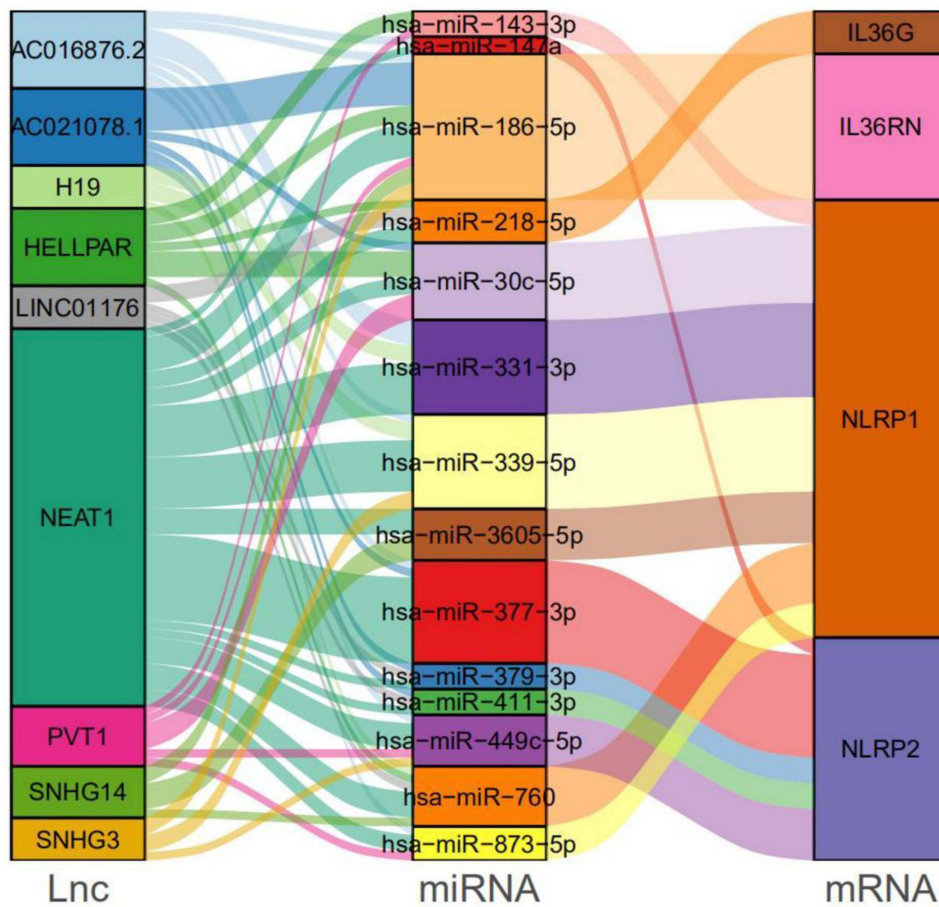 AC016876.2
AC021078.1
H19
HELLPAR
LINC01176
NEAT1
PVT1
SNHG14
SNHG3
Lnc
hsa-miR-143-3p
hsa-miR-147a
hsa-miR-186-5p
hsa-miR-218-5p
hsa-miR-30c-5p
hsa-miR-331-3p
hsa-miR-339-5p
hsa-miR-3605-5p
hsa-miR-377-3p
hsa-miR-379-3p
hsa-miR-411-3p
hsa-miR-449c-5p
hsa-miR-760
hsa-miR-873-5p
miRNA
IL36G
IL36RN
NLRP1
NLRP2
mRNA